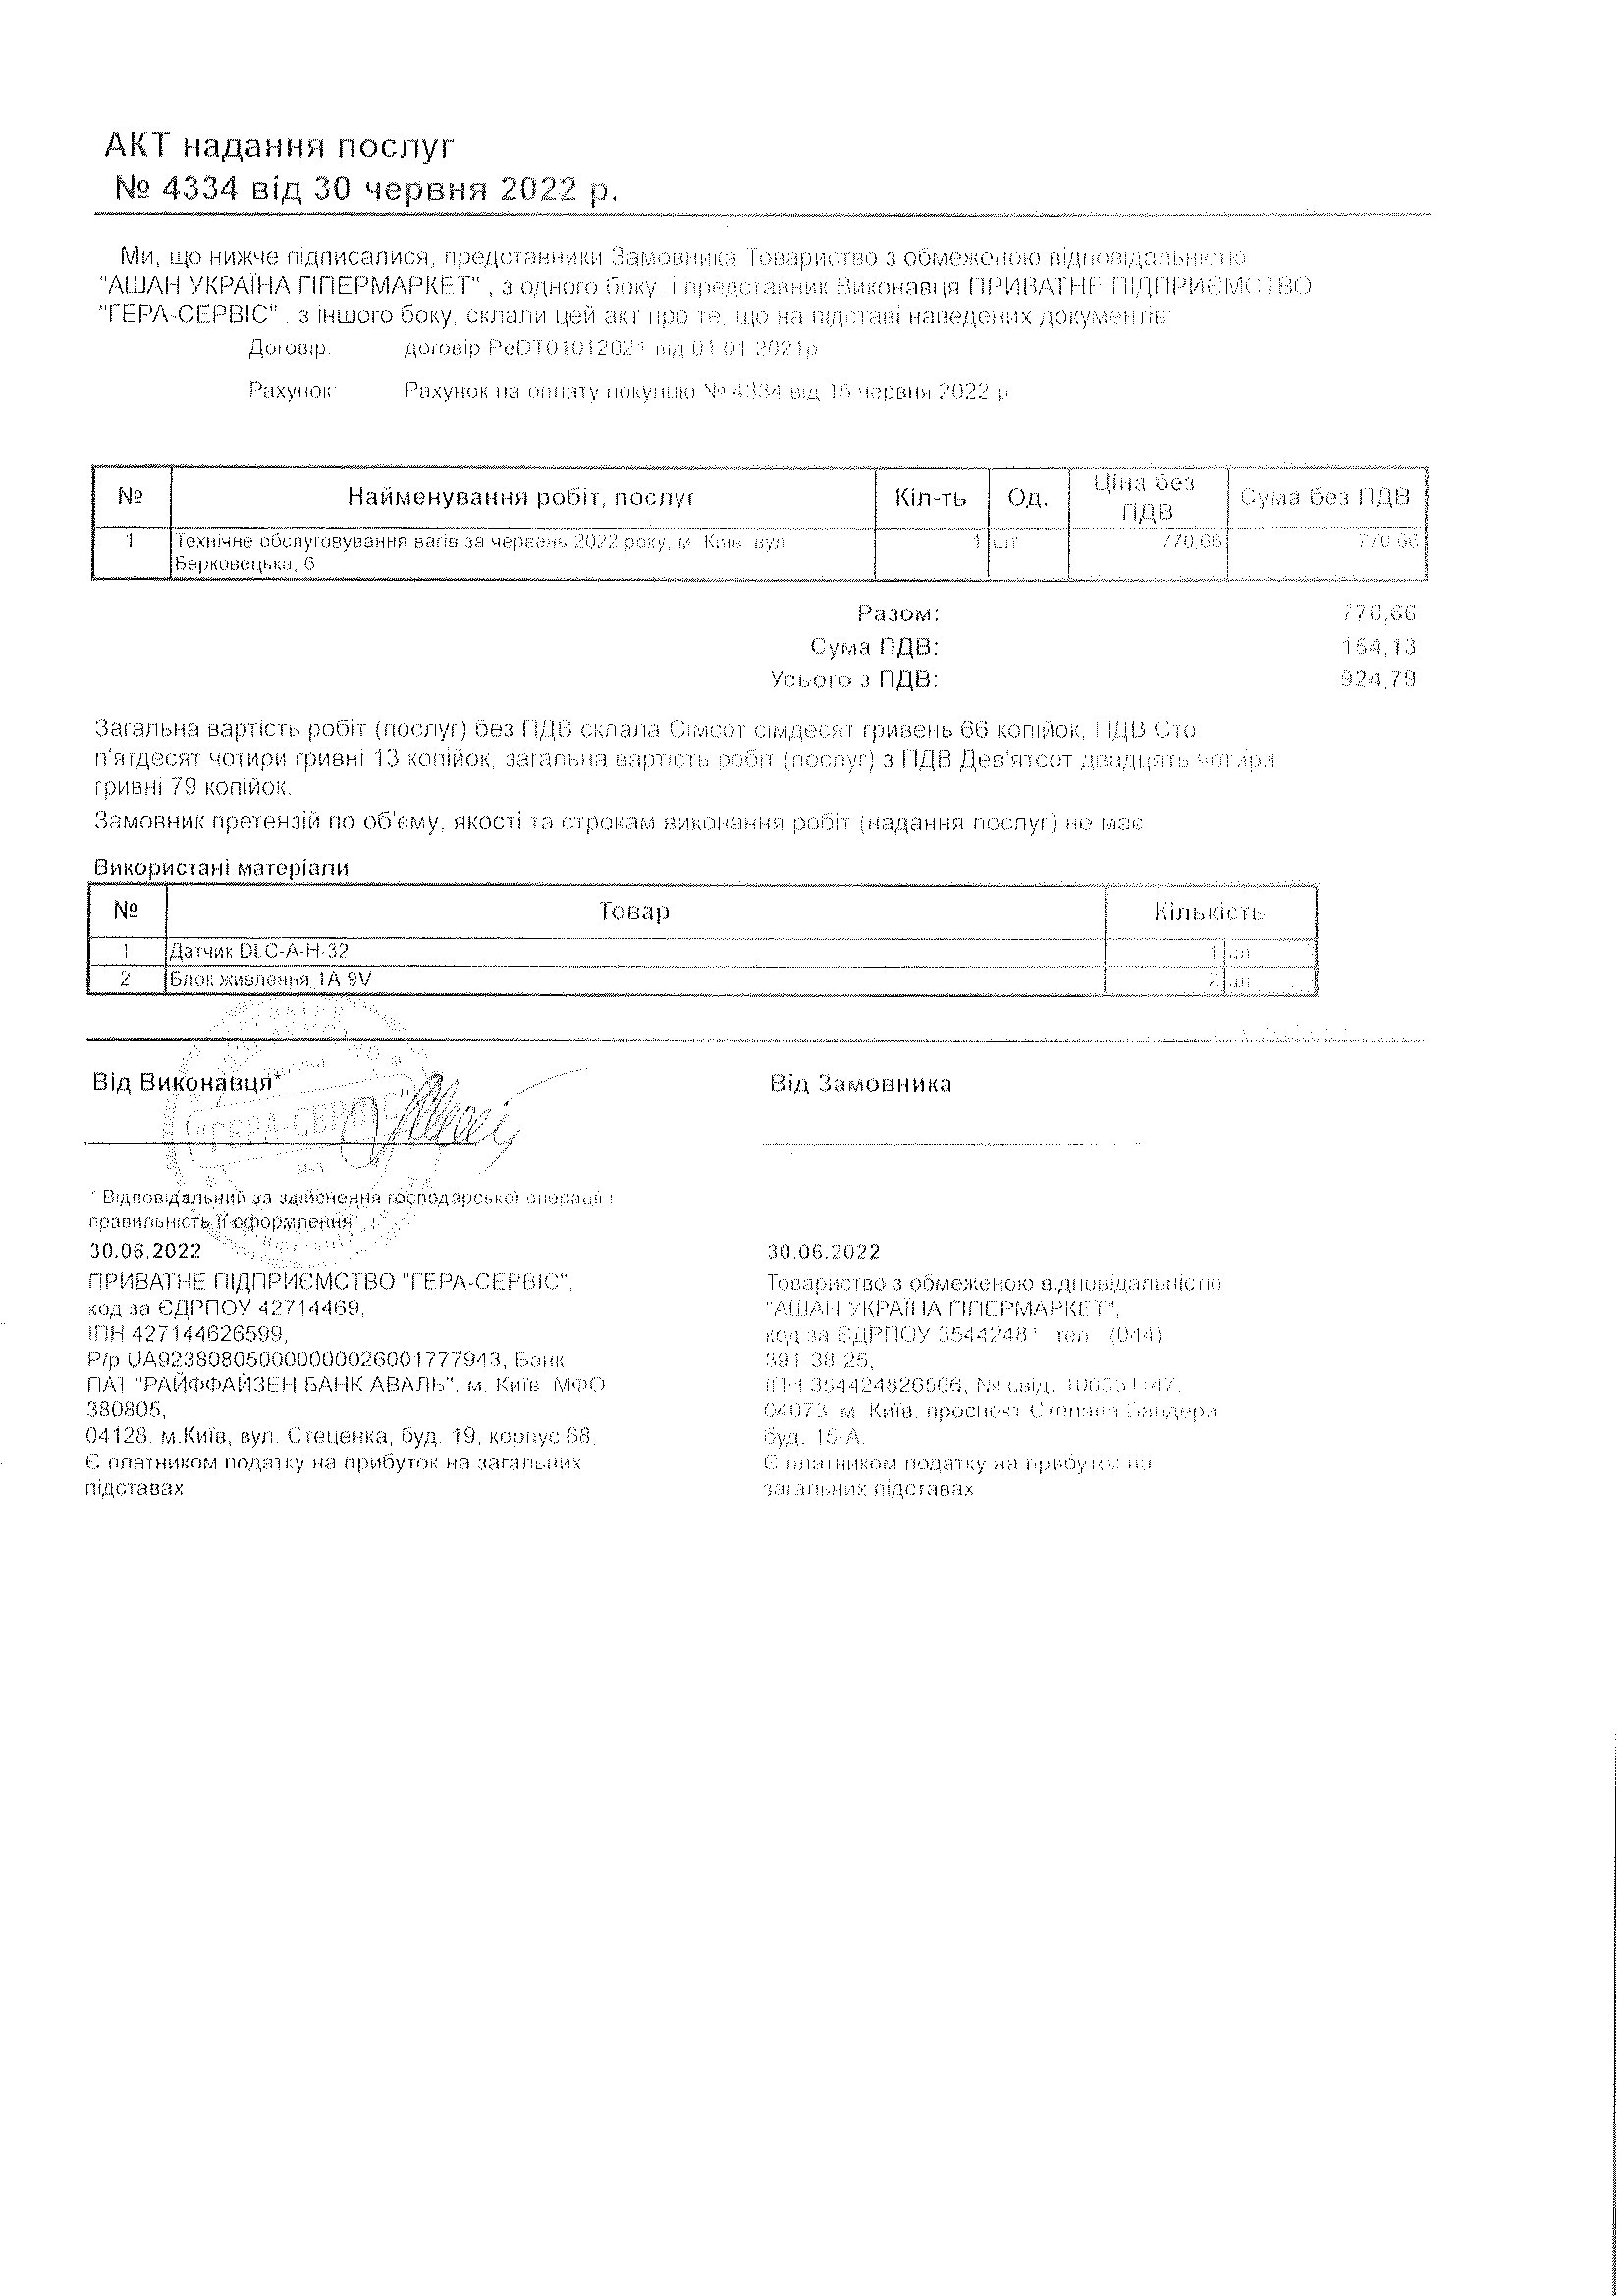 АКТ надання послуг
№ 4334 від 30 червня 2022 р.
Ми, що нижче підписалися, представники Замовника Товариство з обмеженою відповідальністю
"АШАН УКРАЇНА ГІПЕРМАРКЕТ" , з одного боку, і представник Виконавця ПРИВАТНЕ ПІДПРИЄМСТВО
"ГЕРА-СЕРВІС" , з іншого боку, склали цей акт про те, що на підставі наведених документів:
Договір: договір PeDT01012021 від 01.01.2021р
Рахунок: Рахунок на оплату покупцю № 4334 від 15 червня 2022 р
№ Найменування робіт, послуг Кіл-ть Од. Ціна без ПДВ Сума без ПДВ
1 Технічне обслуговування вагів за червень 2022 року, м. Київ вул. 1 шт 770,66 770,66
Берковецька, 6
Разом: 770,66
Сума ПДВ: 154,13
Усього з ПДВ: 924,79
Загальна вартість робіт (послуг) без ПДВ склала Сімсот сімдесят гривень 66 копійок, ПДВ Сто
п'ятдесят чотири гривні 13 копійок, загальна вартість робіт (послуг) з ПДВ Дев'ятсот двадцять чотири
гривні 79 копійок.
Замовник претензій по об'єму, якості та строкам виконання робіт (надання послуг) не має
Використані матеріали
№ Товар Кількість
1 Датчик DLC-A-H-32 1 шт
2 Блок живлення 1A 9V 2 шт
Від Виконавця* Від Замовника
"ГЕРА-СЕРВІС"
* Відповідальний за здійснення господарської операції і
правильність її оформлення
30.06.2022
ПРИВАТНЕ ПІДПРИЄМСТВО "ГЕРА-СЕРВІС",
код за ЄДРПОУ 42714469,
ІПН 427144626599,
Р/р UA923808050000000026001777943, Банк
ПАТ "РАЙФФАЙЗЕН БАНК АВАЛЬ", м. Київ, МФО
380805,
04128, м.Київ, вул. Стеценка, буд. 19, корпус 68,
Є платником податку на прибуток на загальних
підставах
30.06.2022
Товариство з обмеженою відповідальністю
"АШАН УКРАЇНА ГІПЕРМАРКЕТ",
код за ЄДРПОУ тел.: (044)
391-38-25,
ІПН 354424826506, № свід.
04073, м. Київ, проспект Степана Бандери
буд. 15-А,
Є платником податку на прибуток на
загальних підставах